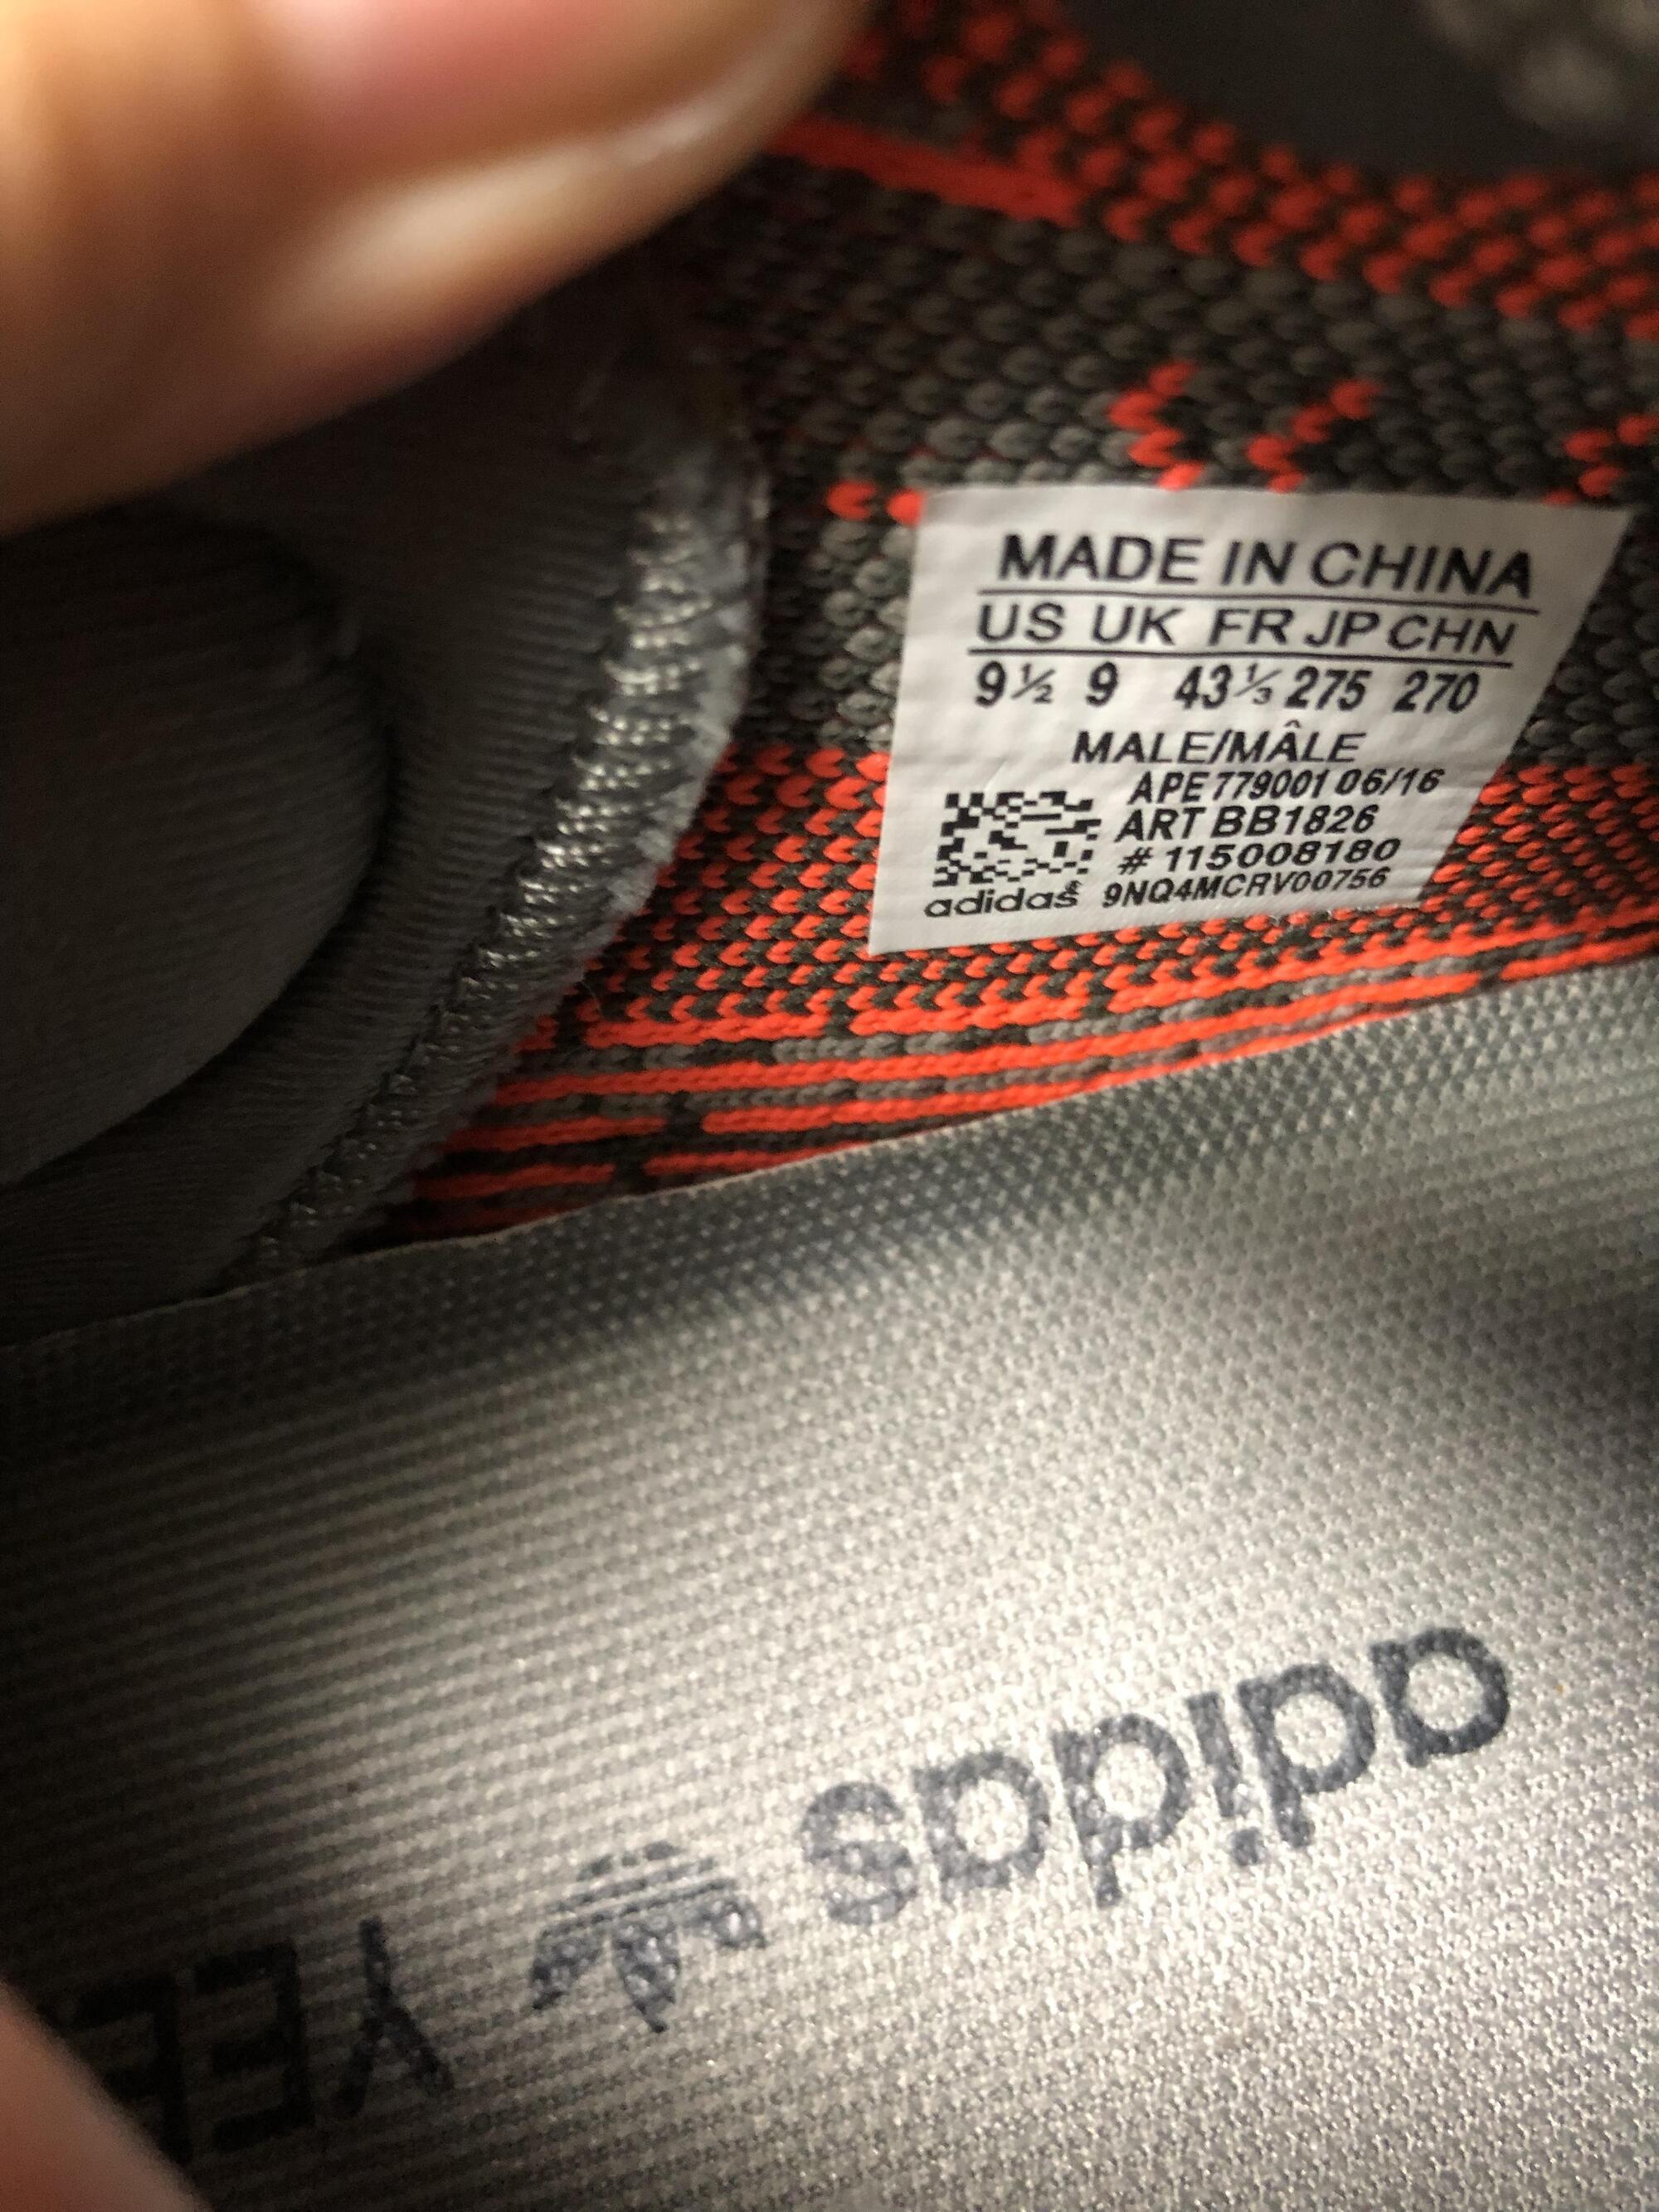 MADE IN CHINA
US UK FR JP CHN
9½ 9 43⅓ 275 270
MALE/MÂLE
APE 779001 06/16
ART BB1826
# 115008180
adidas® 9NQ4MCRV00756
adidas
YEE